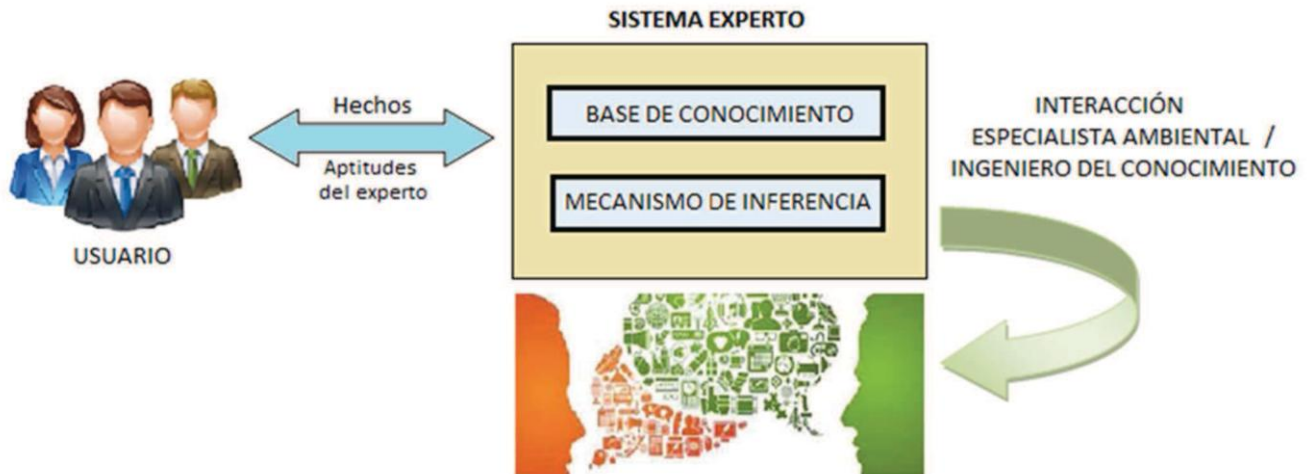 SISTEMA EXPERTO
Hechos
Aptitudes
del experto
USUARIO
BASE DE CONOCIMIENTO
MECANISMO DE INFERENCIA
INTERACCIÓN
ESPECIALISTA AMBIENTAL /
INGENIERO DEL CONOCIMIENTO